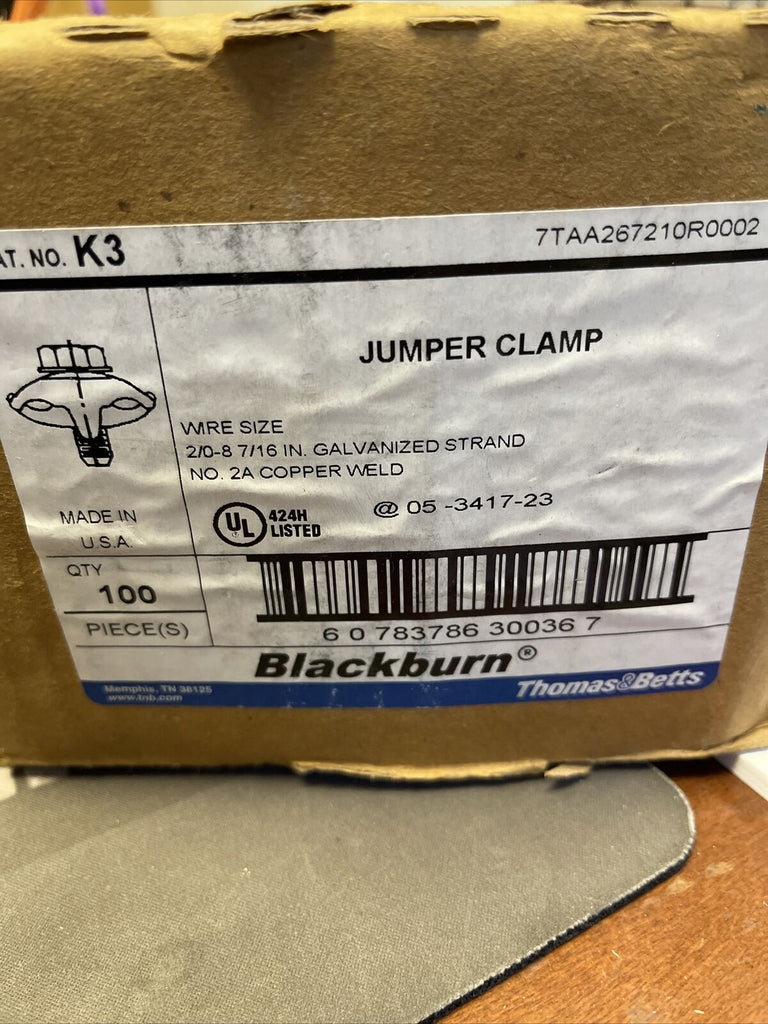 AT. NO. K3
7TAA267210R0002
JUMPER CLAMP
WIRE SIZE
2/0-8 7/16 IN. GALVANIZED STRAND
NO. 2A COPPER WELD
UL 424H
LISTED
@ 05 -3417-23
MADE IN
U.S.A.
QTY
100
PIECE(S)
6 0 783786 30036 7
Blackburn®
Memphis, TN 38125
www.tnb.com
Thomas&Betts